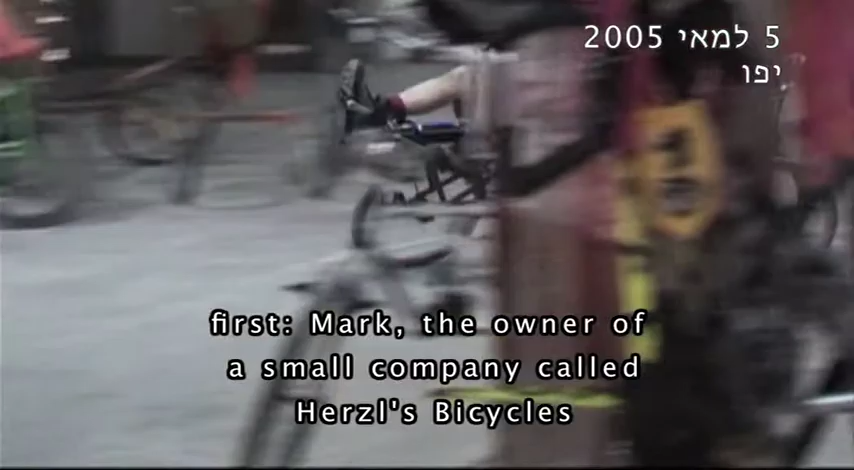 5 למאי 2005
יפו
first: Mark, the owner of
a small company called
Herzl's Bicycles